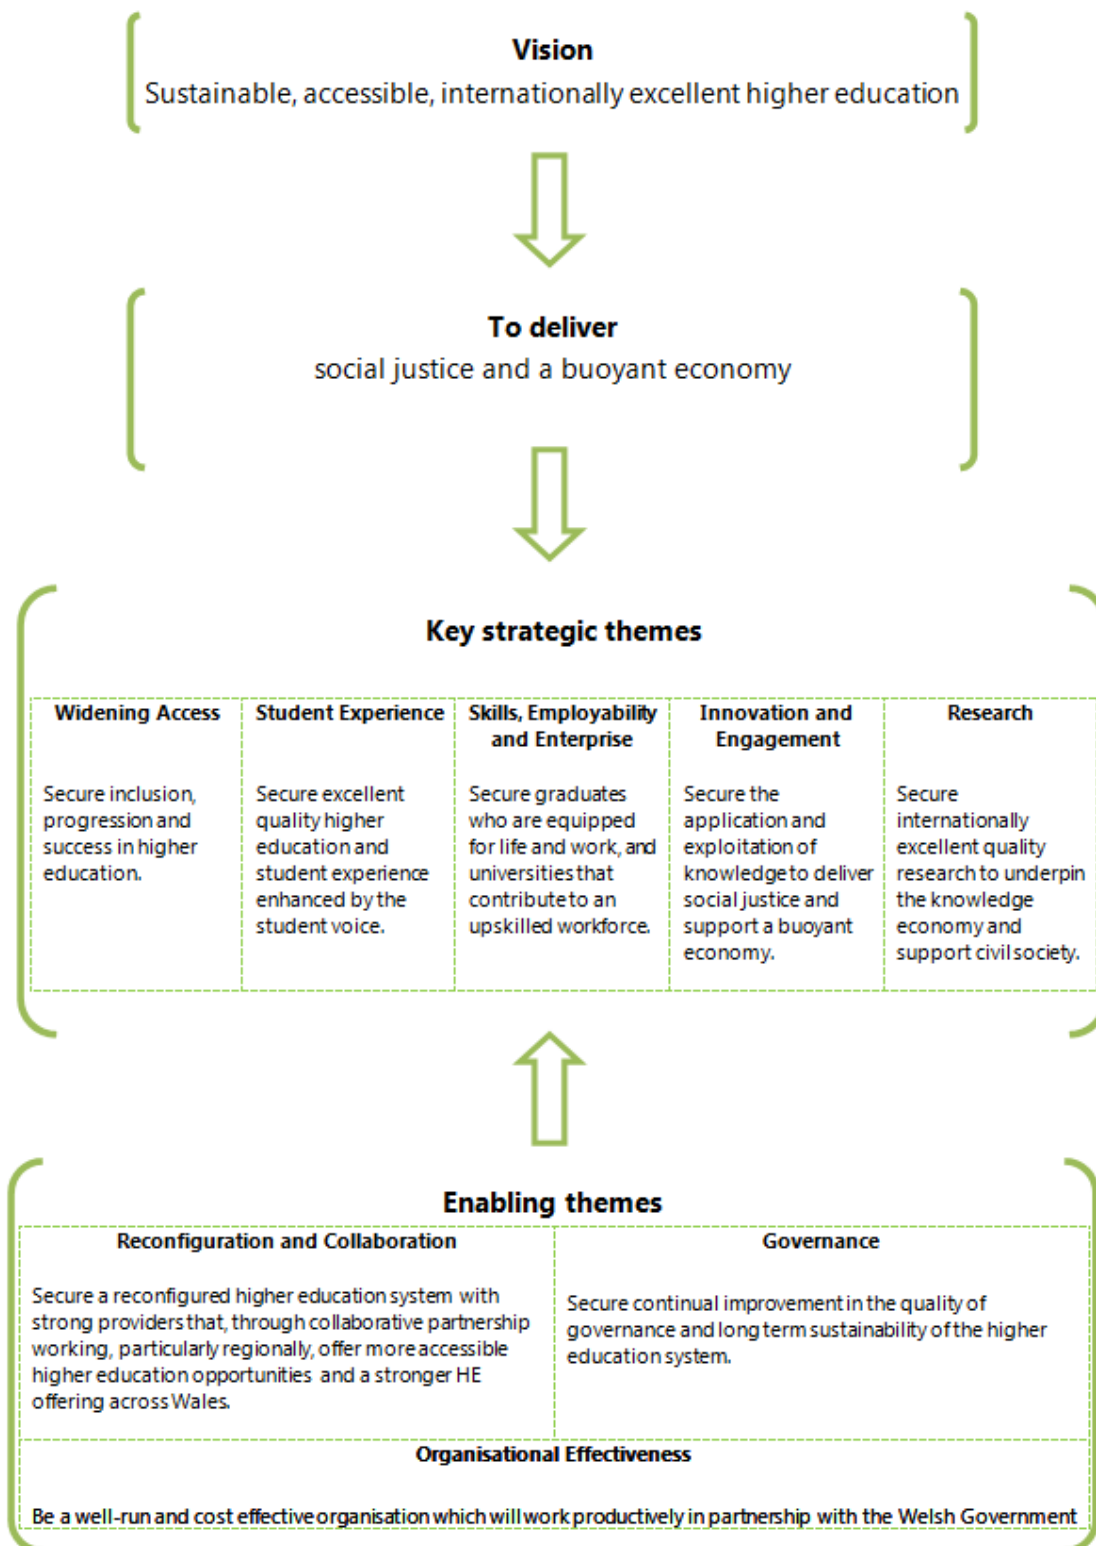 Vision
Sustainable, accessible, internationally excellent higher education
To deliver
social justice and a buoyant economy
Key strategic themes
Widening Access
Secure inclusion,
progression and
success in higher
education.
Student Experience
Secure excellent
quality higher
education and
student experience
enhanced by the
student voice.
Skills, Employability
and Enterprise
Secure graduates
who are equipped
for life and work, and
universities that
contribute to an
upskilled workforce.
Innovation and
Engagement
Secure the
application and
exploitation of
knowledge to deliver
social justice and
support a buoyant
economy.
Research
Secure
internationally
excellent quality
research to underpin
the knowledge
economy and
support civil society.
Enabling themes
Reconfiguration and Collaboration
Secure a reconfigured higher education system with
strong providers that, through collaborative partnership
working, particularly regionally, offer more accessible
higher education opportunities and a stronger HE
offering across Wales.
Governance
Secure continual improvement in the quality of
governance and long term sustainability of the higher
education system.
Organisational Effectiveness
Be a well-run and cost effective organisation which will work productively in partnership with the Welsh Government